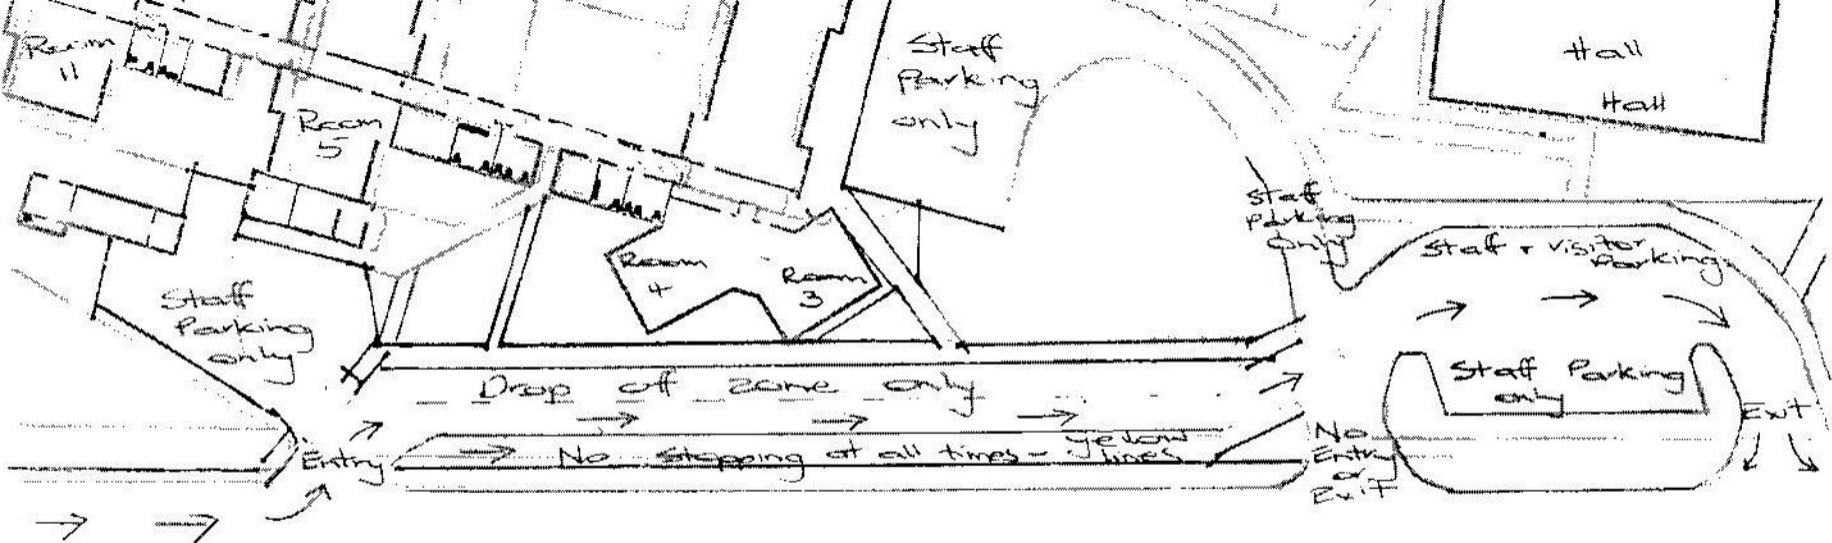 Room
11
Room
5
Staff
Parking
only
Hall
Hall
Staff
Parking
only
Staff + Visitor
Parking
Room
4
Room
3
Staff
Parking
only
Drop off zone only
Staff Parking
only
Exit
No Stopping at all times - Yellow
lines
Entry
No
Entry
or
Exit